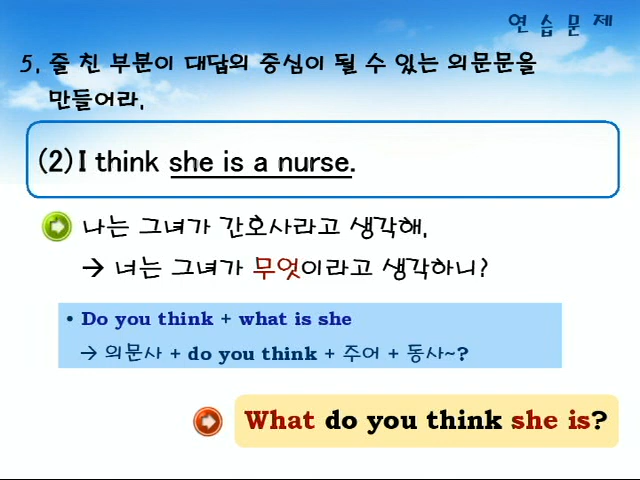 연습문제
5. 줄 친 부분이 대답의 중심이 될 수 있는 의문문을
만들어라.
(2) I think she is a nurse.
나는 그녀가 간호사라고 생각해.
→ 너는 그녀가 무엇이라고 생각하니?
• Do you think + what is she
→ 의문사 + do you think + 주어 + 동사~?
What do you think she is?